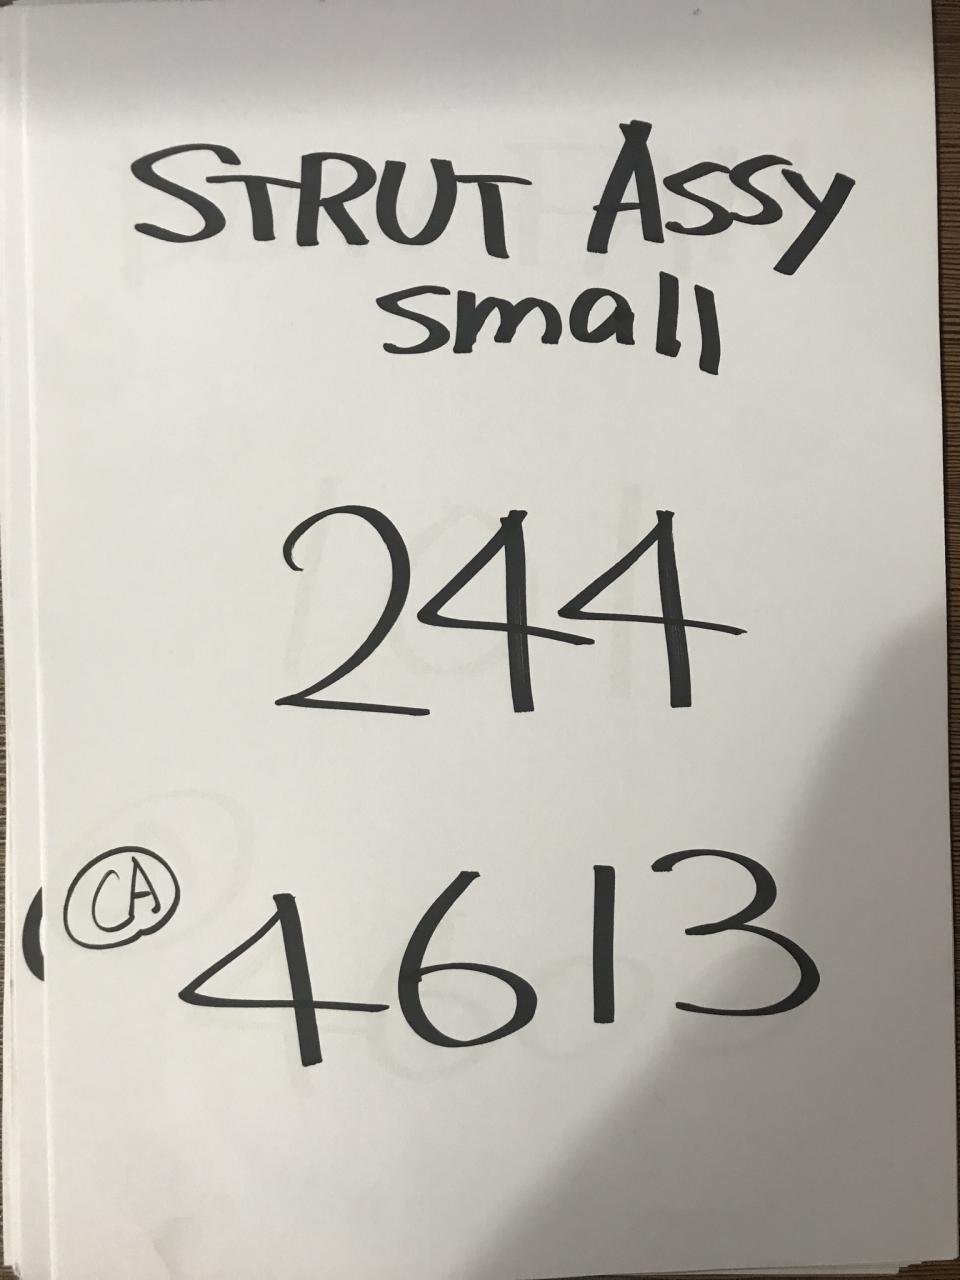 STRUT ASSY
small
244
CA
4613